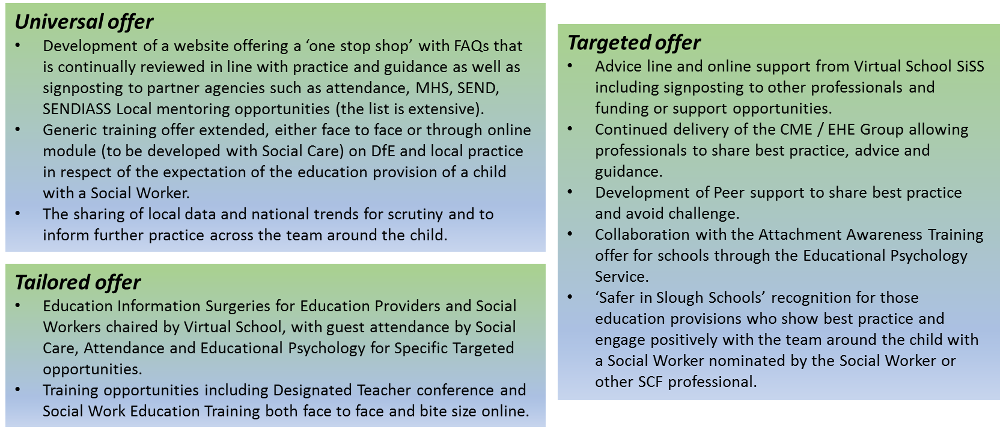 Universal offer
• Development of a website offering a ‘one stop shop’ with FAQs that
is continually reviewed in line with practice and guidance as well as
signposting to partner agencies such as attendance, MHS, SEND,
SENDIASS Local mentoring opportunities (the list is extensive).
• Generic training offer extended, either face to face or through online
module (to be developed with Social Care) on DfE and local practice
in respect of the expectation of the education provision of a child
with a Social Worker.
• The sharing of local data and national trends for scrutiny and to
inform further practice across the team around the child.
Tailored offer
• Education Information Surgeries for Education Providers and Social
Workers chaired by Virtual School, with guest attendance by Social
Care, Attendance and Educational Psychology for Specific Targeted
opportunities.
• Training opportunities including Designated Teacher conference and
Social Work Education Training both face to face and bite size online.
Targeted offer
• Advice line and online support from Virtual School SiSS
including signposting to other professionals and
funding or support opportunities.
• Continued delivery of the CME / EHE Group allowing
professionals to share best practice, advice and
guidance.
• Development of Peer support to share best practice
and avoid challenge.
• Collaboration with the Attachment Awareness Training
offer for schools through the Educational Psychology
Service.
• ‘Safer in Slough Schools’ recognition for those
education provisions who show best practice and
engage positively with the team around the child with
a Social Worker nominated by the Social Worker or
other SCF professional.